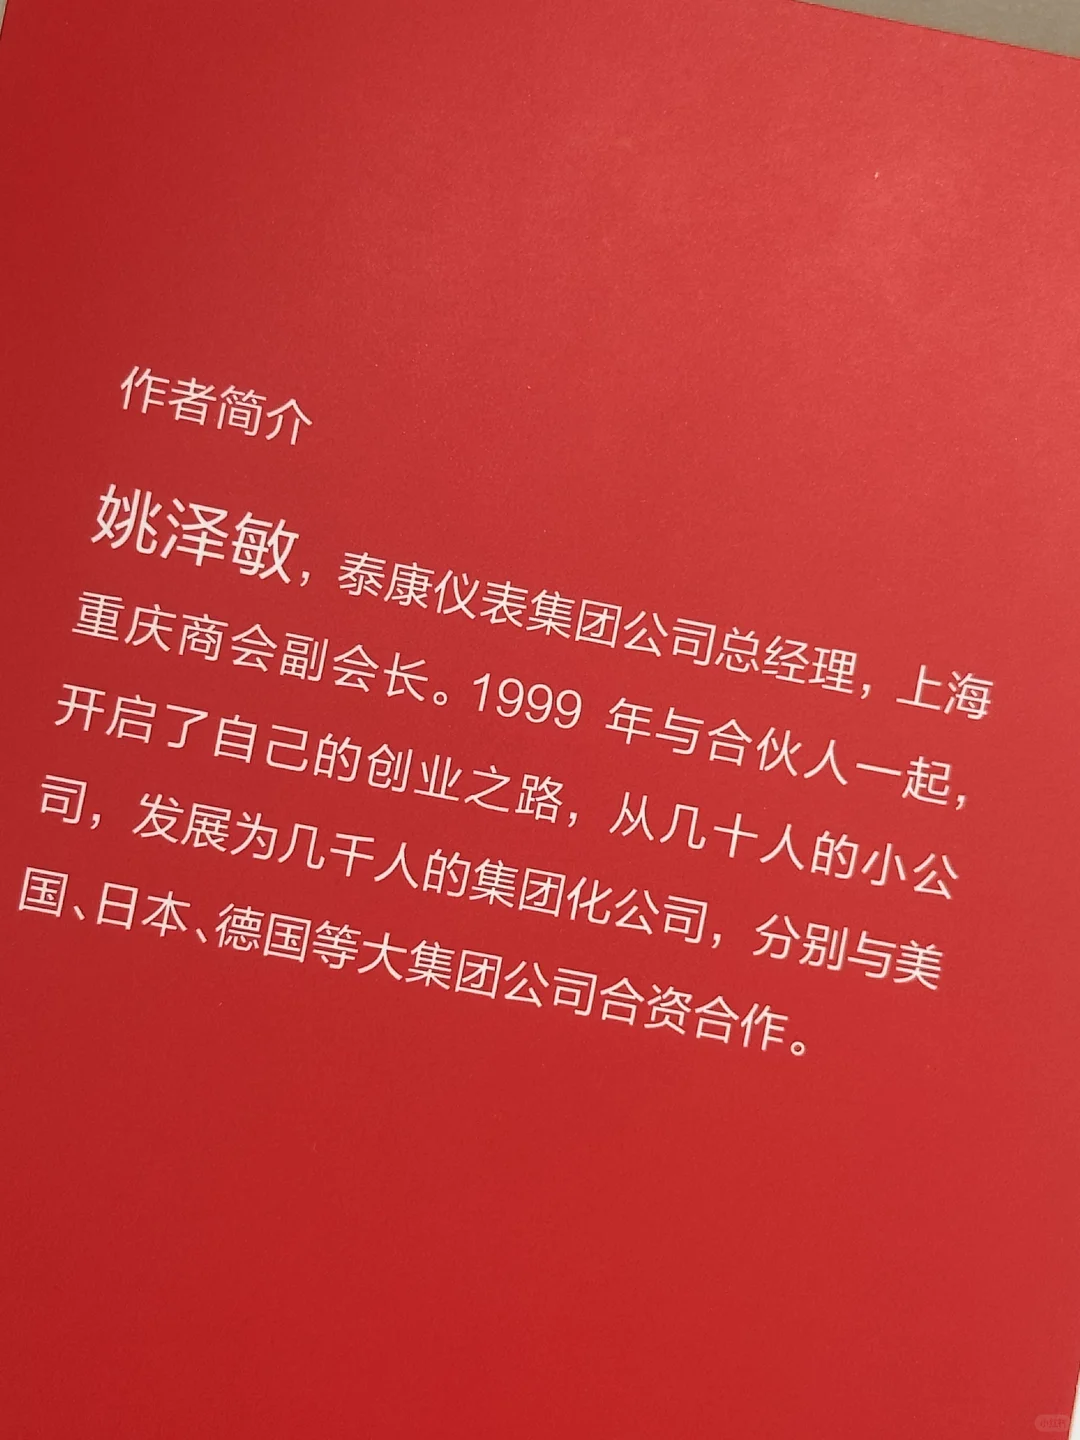 作者简介
姚泽敏，泰康仪表集团公司总经理，上海
重庆商会副会长。1999 年与合伙人一起，
开启了自己的创业之路，从几十人的小公
司，发展为几千人的集团化公司，分别与美
国、日本、德国等大集团公司合资合作。
小红书